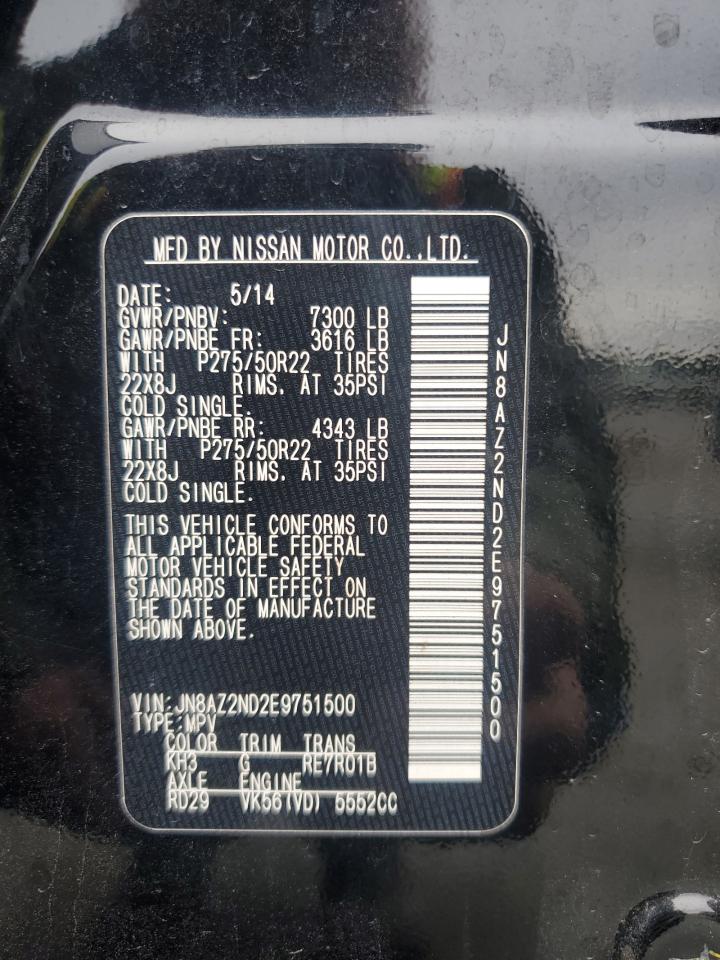 MFD BY NISSAN MOTOR CO.,LTD.
DATE: 5/14
GVWR/PNBV: 7300 LB
GAWR/PNBE FR: 3616 LB
WITH P275/50R22 TIRES
22X8J RIMS, AT 35PSI
COLD SINGLE.
GAWR/PNBE RR: 4343 LB
WITH P275/50R22 TIRES
22X8J RIMS, AT 35PSI
COLD SINGLE.
THIS VEHICLE CONFORMS TO
ALL APPLICABLE FEDERAL
MOTOR VEHICLE SAFETY
STANDARDS IN EFFECT ON
THE DATE OF MANUFACTURE
SHOWN ABOVE.
VIN:JN8AZ2ND2E9751500
TYPE:MPV
COLOR TRIM TRANS
KH3 G RE7R01B
AXLE ENGINE
RD29 VK56(VD) 5552CC
JN8AZ2ND2E9751500